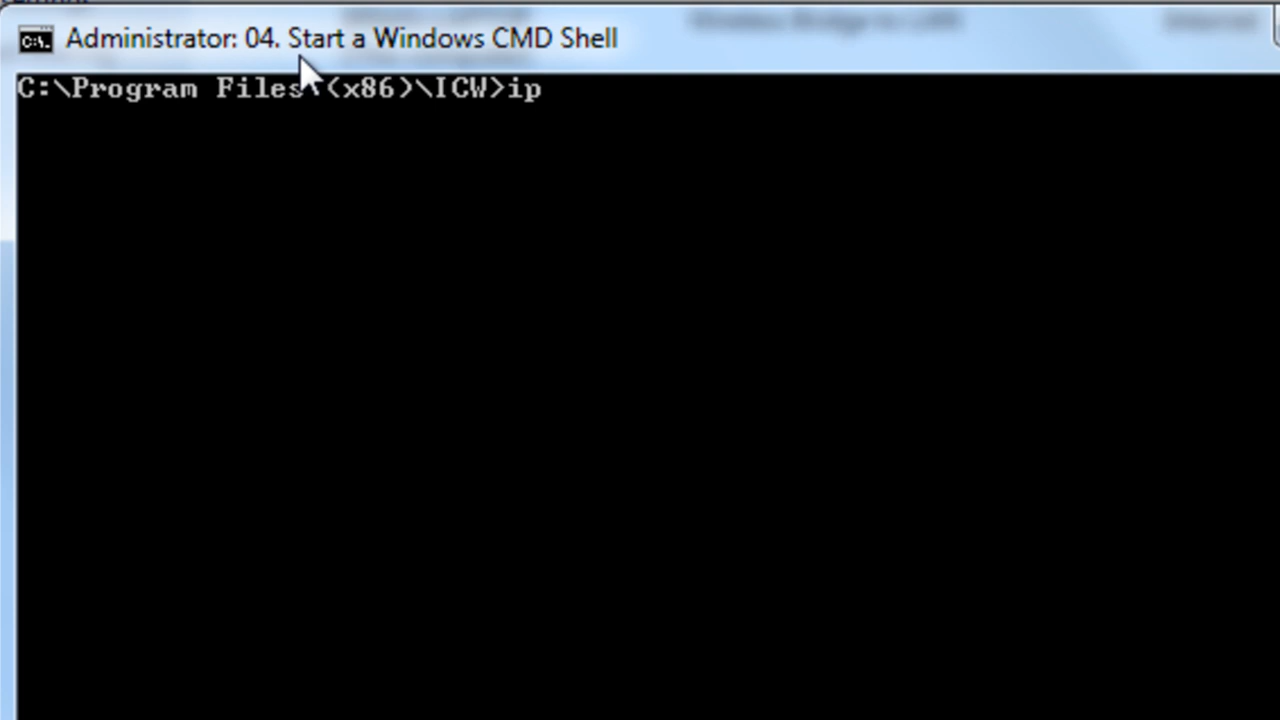 Administrator: 04. Start a Windows CMD Shell
C:\Program Files (x86)\ICW>ip